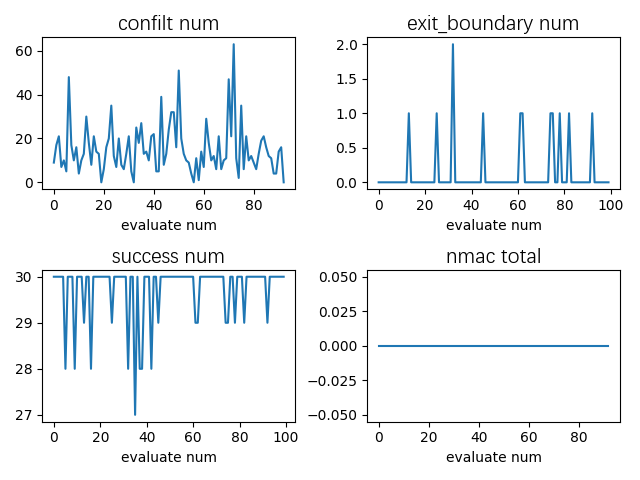 confilt num
60
40
20
0
0 20 40 60 80
evaluate num
exit_boundary num
2.0
1.5
1.0
0.5
0.0
0 20 40 60 80 100
evaluate num
success num
30
29
28
27
0 20 40 60 80 100
evaluate num
nmac total
0.050
0.025
0.000
−0.025
−0.050
0 20 40 60 80
evaluate num